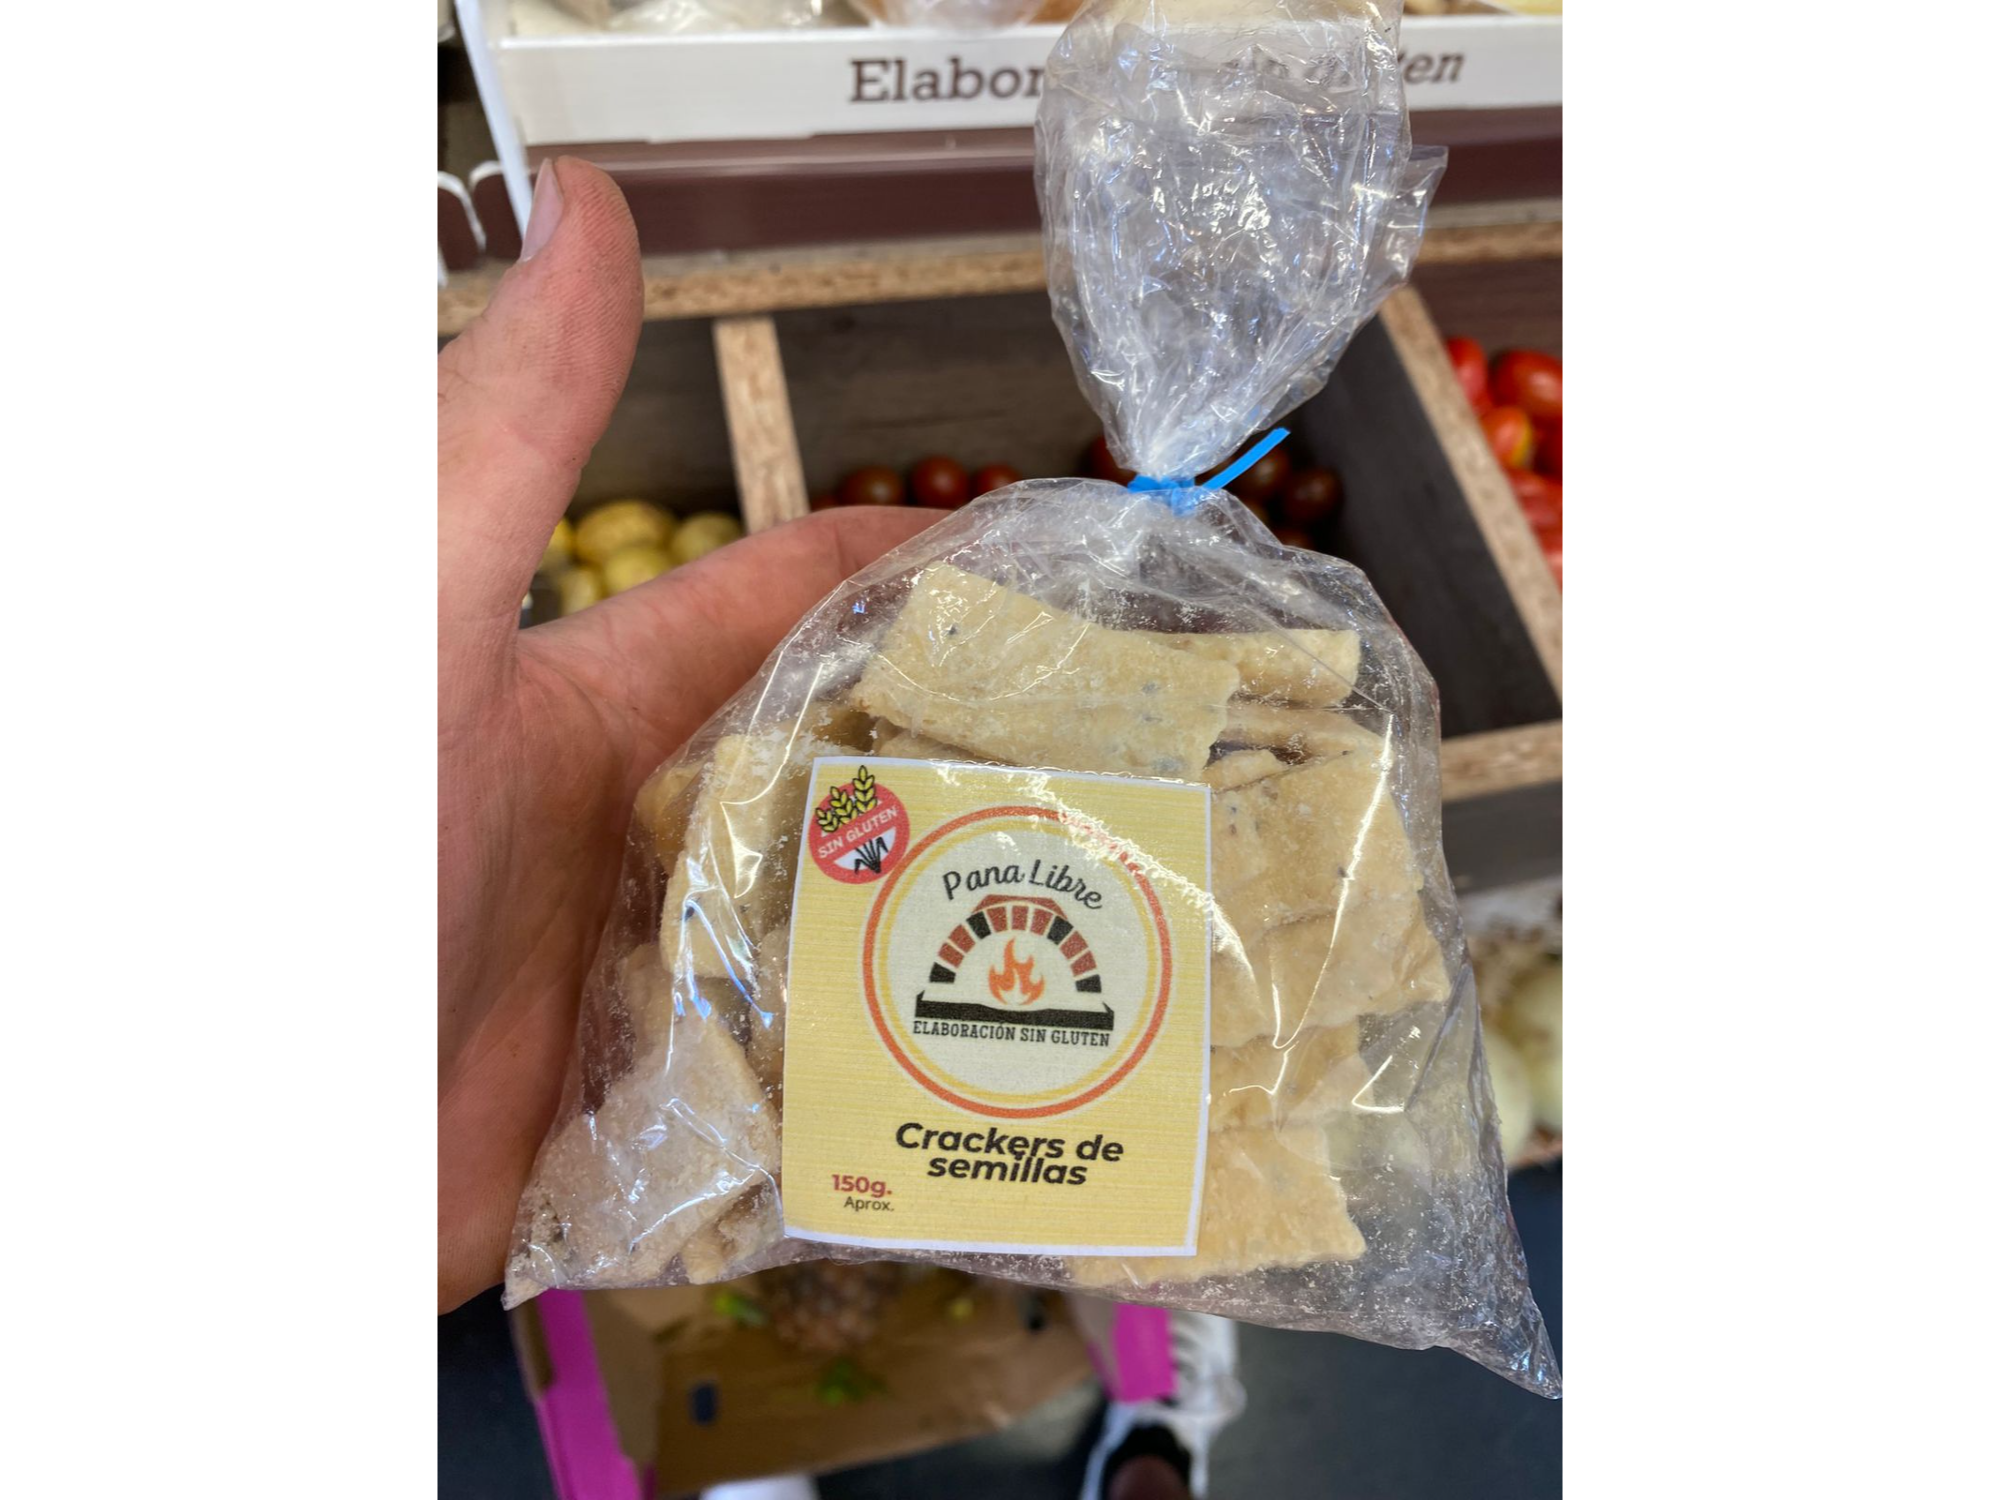 Elabor
SIN GLUTEN
Pana Libre
ELABORACIÓN SIN GLUTEN
Crackers de
semillas
150g.
Aprox.